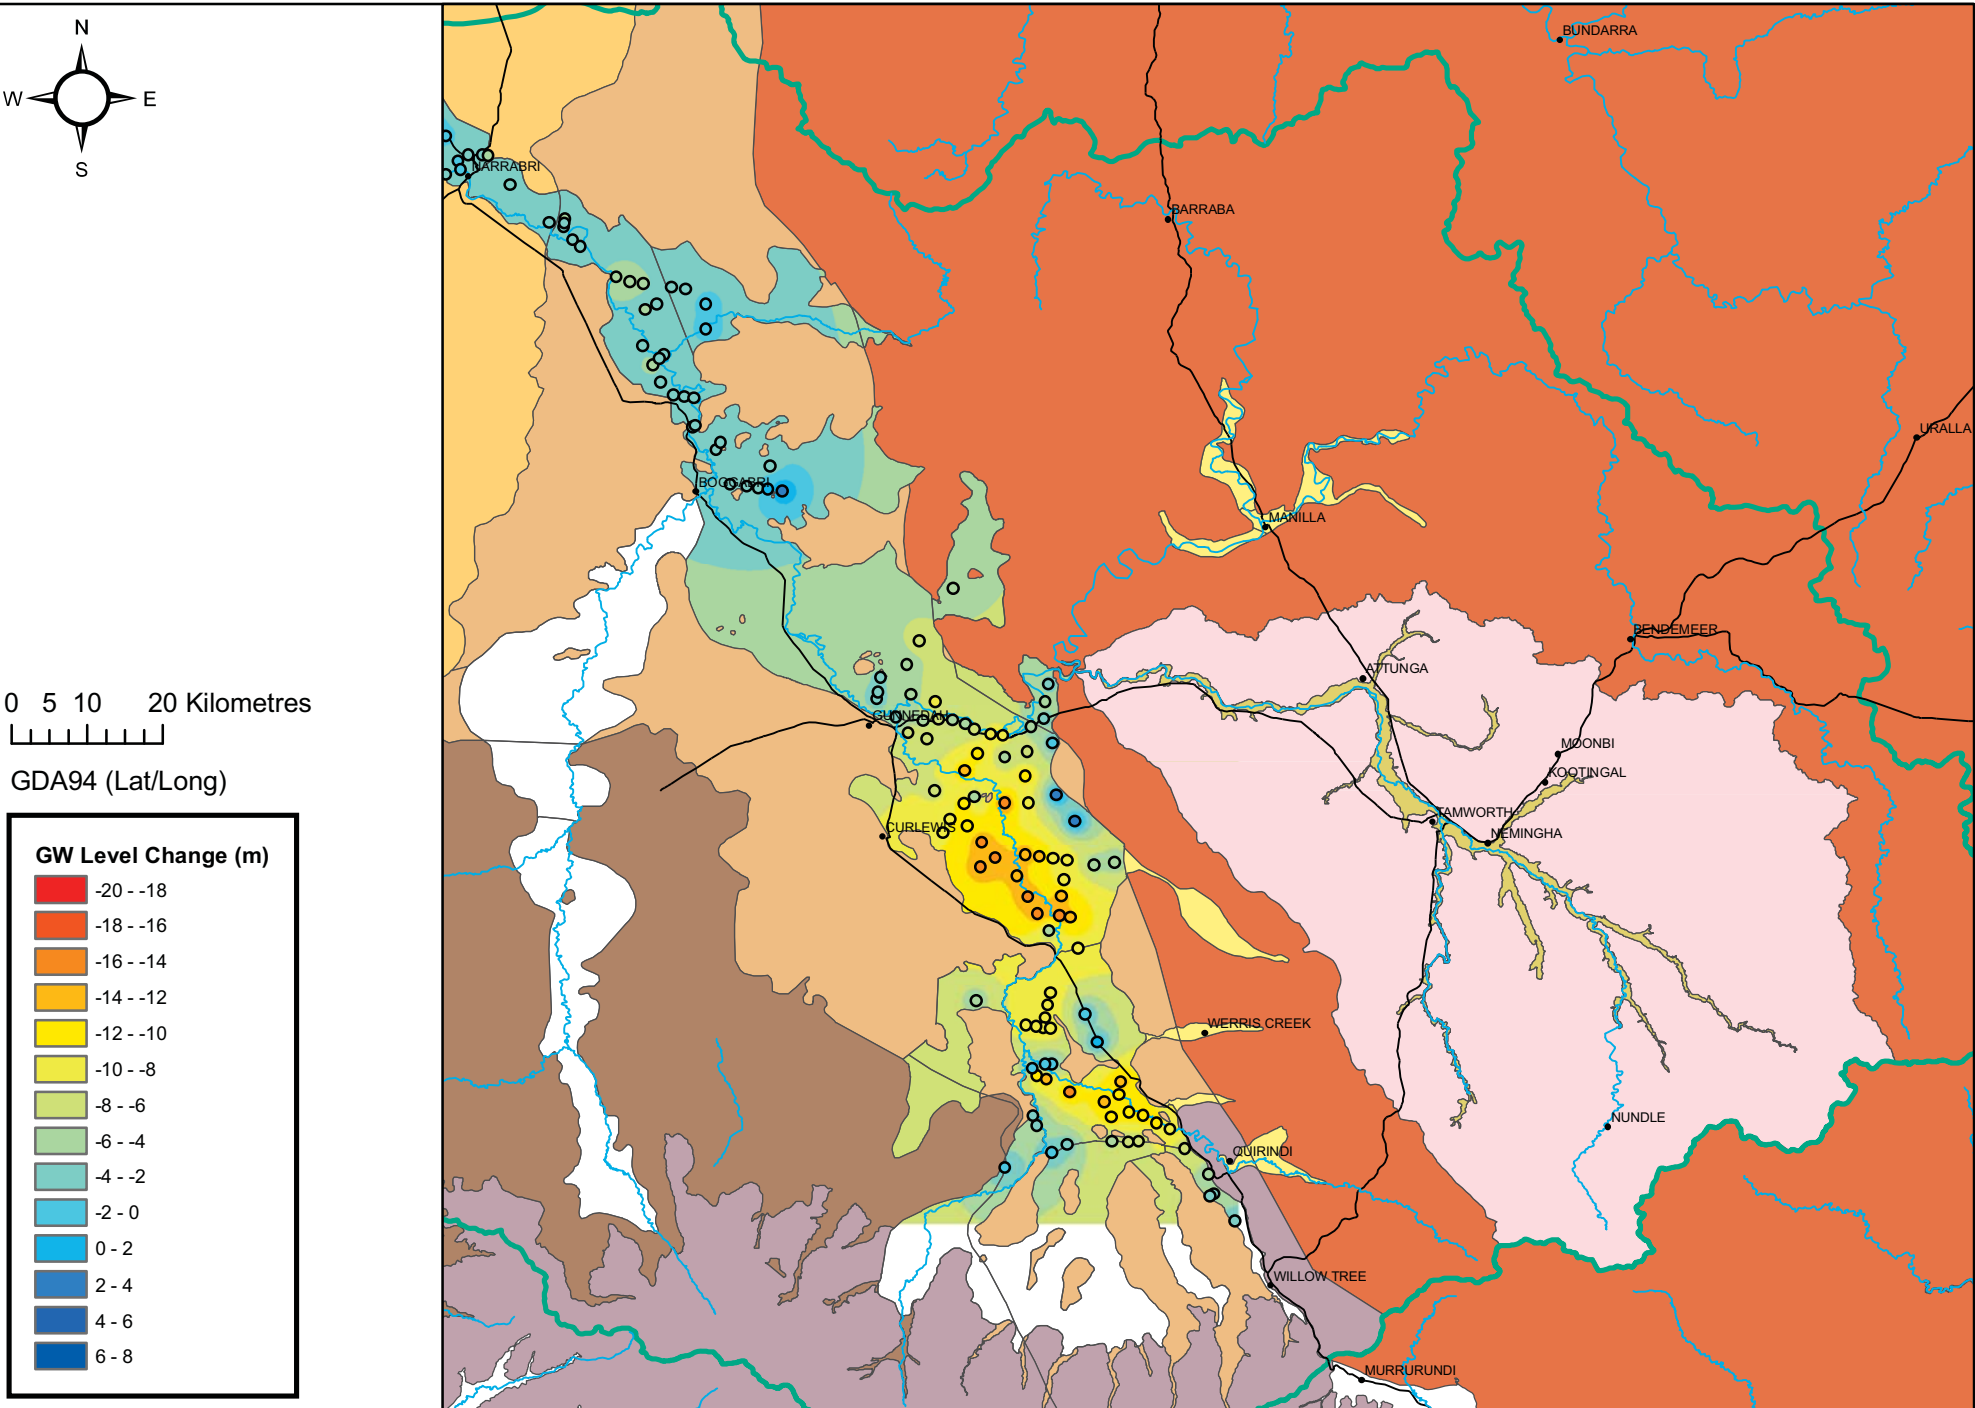 N
W
E
S
0 5 10 20 Kilometres
GDA94 (Lat/Long)
GW Level Change (m)
-20 - -18
-18 - -16
-16 - -14
-14 - -12
-12 - -10
-10 - -8
-8 - -6
-6 - -4
-4 - -2
-2 - 0
0 - 2
2 - 4
4 - 6
6 - 8
BUNDARRA
NARRABRI
BARRABA
URALLA
BOGGABRI
MANILLA
BENDEMEER
ATTUNGA
GUNNEDAH
MOONBI
KOOTINGAL
TAMWORTH
CURLEWIS
NEMINGHA
WERRIS CREEK
NUNDLE
QUIRINDI
WILLOW TREE
MURRURUNDI